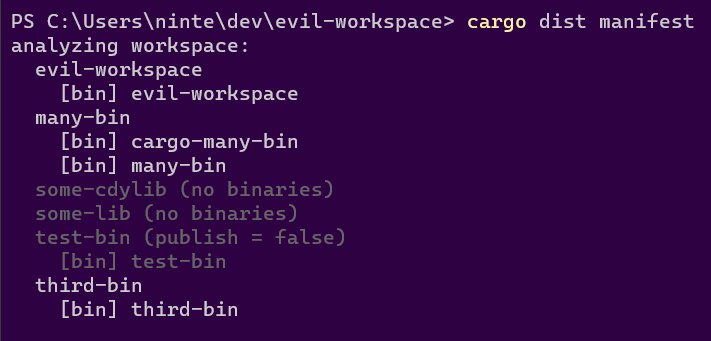 PS C:\Users\ninte\dev\evil-workspace> cargo dist manifest
analyzing workspace:
  evil-workspace
    [bin] evil-workspace
  many-bin
    [bin] cargo-many-bin
    [bin] many-bin
  some-cdylib (no binaries)
  some-lib (no binaries)
  test-bin (publish = false)
    [bin] test-bin
  third-bin
    [bin] third-bin